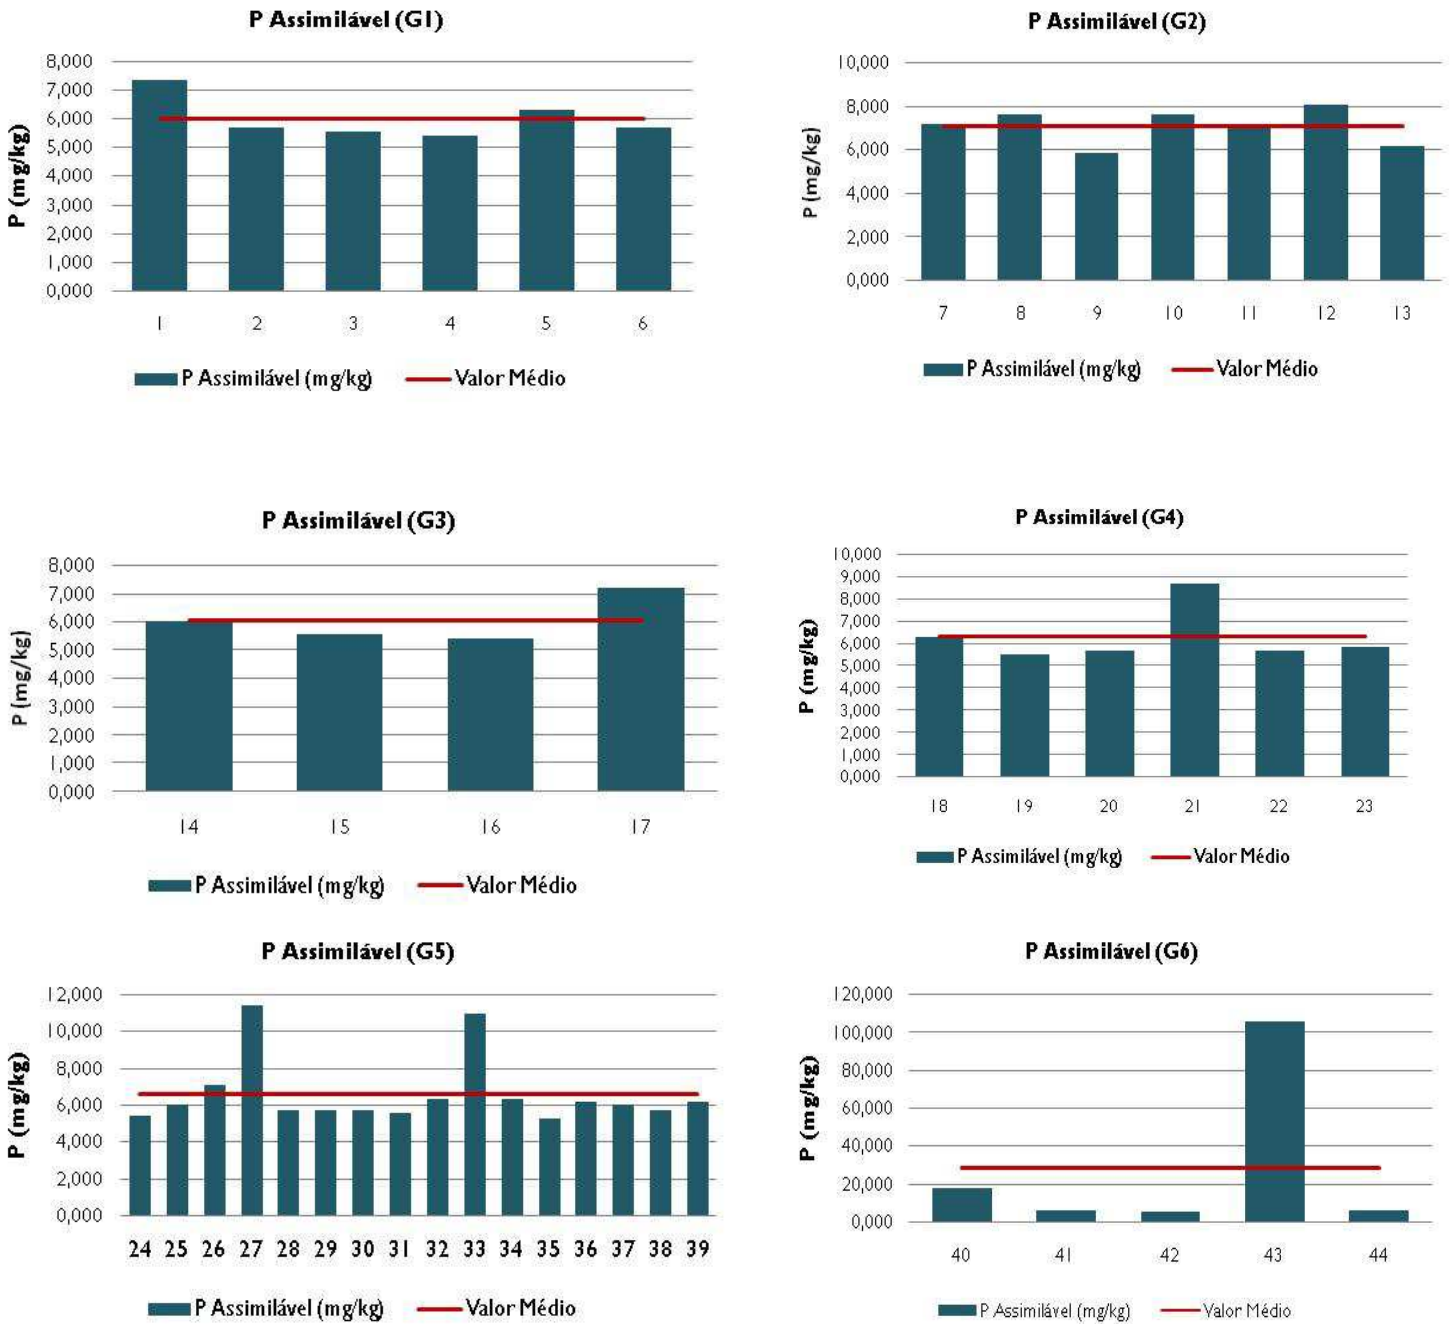 P Assimilável (G1)
8,000
7,000
6,000
5,000
4,000
3,000
2,000
1,000
0,000
P (mg/kg)
1 2 3 4 5 6
P Assimilável (mg/kg) Valor Médio
P Assimilável (G2)
10,000
8,000
6,000
4,000
2,000
0,000
P (mg/kg)
7 8 9 10 11 12 13
P Assimilável (mg/kg) Valor Médio
P Assimilável (G3)
8,000
7,000
6,000
5,000
4,000
3,000
2,000
1,000
0,000
P (mg/kg)
14 15 16 17
P Assimilável (mg/kg) Valor Médio
P Assimilável (G4)
10,000
9,000
8,000
7,000
6,000
5,000
4,000
3,000
2,000
1,000
0,000
P (mg/kg)
18 19 20 21 22 23
P Assimilável (mg/kg) Valor Médio
P Assimilável (G5)
12,000
10,000
8,000
6,000
4,000
2,000
0,000
P (mg/kg)
24 25 26 27 28 29 30 31 32 33 34 35 36 37 38 39
P Assimilável (mg/kg) Valor Médio
P Assimilável (G6)
120,000
100,000
80,000
60,000
40,000
20,000
0,000
P (mg/kg)
40 41 42 43 44
P Assimilável (mg/kg) Valor Médio